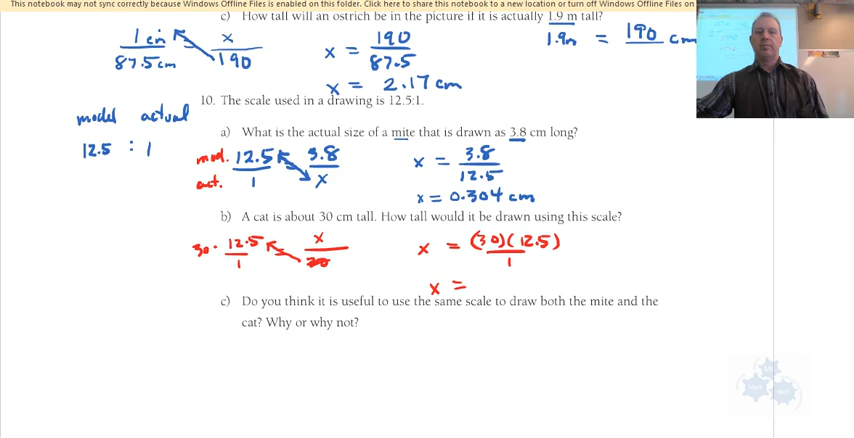 This notebook may not sync correctly because Windows Offline is enabled on this folder. Click here to share this notebook to a new location or turn off Windows Offline Files on
c) How tall will an ostrich be in the picture if it is actually 1.9 m tall?
1 cm / 87.5 cm x / 190 x = 190 / 87.5 1.9m = 190 cm
x = 2.17 cm
10. The scale used in a drawing is 12.5:1.
model actual
12.5 : 1
a) What is the actual size of a mite that is drawn as 3.8 cm long?
mod. 12.5 3.8 x = 3.8 / 12.5
act. 1 x
x = 0.304 cm
b) A cat is about 30 cm tall. How tall would it be drawn using this scale?
30 · 12.5 / 1 x / 30 x = (30)(12.5) / 1
x =
c) Do you think it is useful to use the same scale to draw both the mite and the
cat? Why or why not?